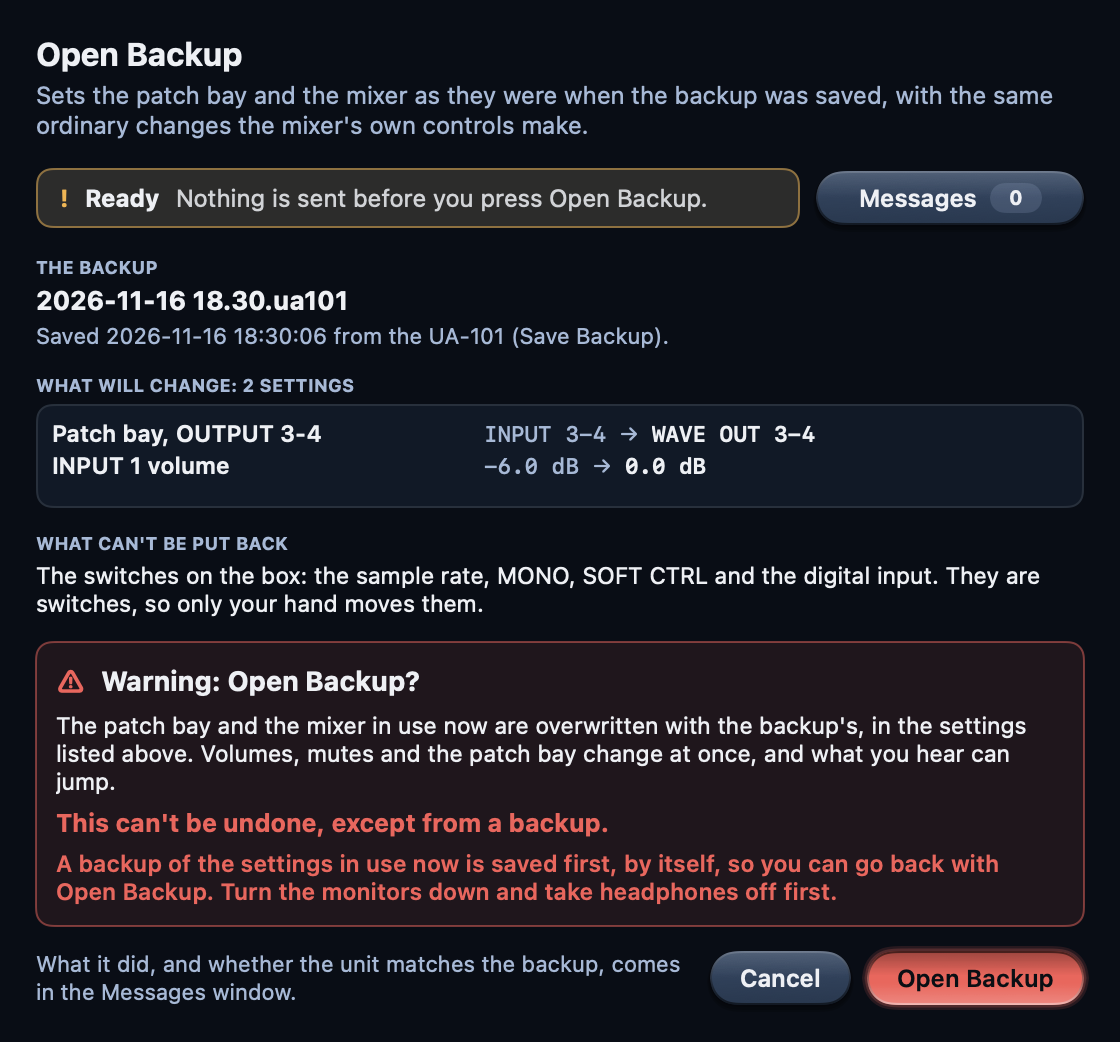 Open Backup
Sets the patch bay and the mixer as they were when the backup was saved, with the same
ordinary changes the mixer's own controls make.
! Ready Nothing is sent before you press Open Backup.
Messages 0
THE BACKUP
2026-11-16 18.30.ua101
Saved 2026-11-16 18:30:06 from the UA-101 (Save Backup).
WHAT WILL CHANGE: 2 SETTINGS
Patch bay, OUTPUT 3-4 INPUT 3–4 → WAVE OUT 3–4
INPUT 1 volume −6.0 dB → 0.0 dB
WHAT CAN'T BE PUT BACK
The switches on the box: the sample rate, MONO, SOFT CTRL and the digital input. They are
switches, so only your hand moves them.
Warning: Open Backup?
The patch bay and the mixer in use now are overwritten with the backup's, in the settings
listed above. Volumes, mutes and the patch bay change at once, and what you hear can
jump.
This can't be undone, except from a backup.
A backup of the settings in use now is saved first, by itself, so you can go back with
Open Backup. Turn the monitors down and take headphones off first.
What it did, and whether the unit matches the backup, comes
in the Messages window.
Cancel
Open Backup